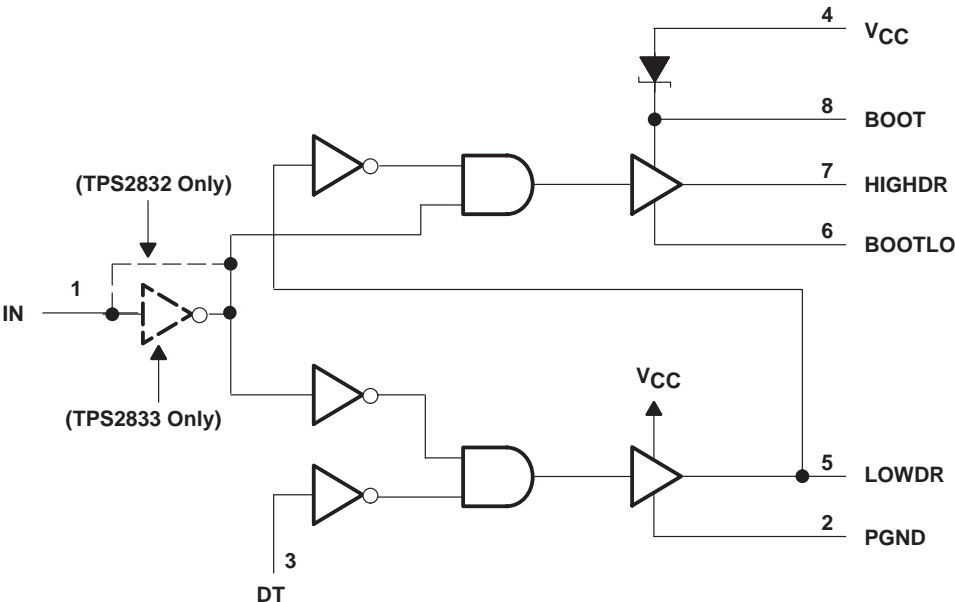 4
VCC
8
BOOT
(TPS2832 Only)
7
HIGHDR
6
BOOTLO
1
IN
VCC
(TPS2833 Only)
5
LOWDR
2
PGND
3
DT